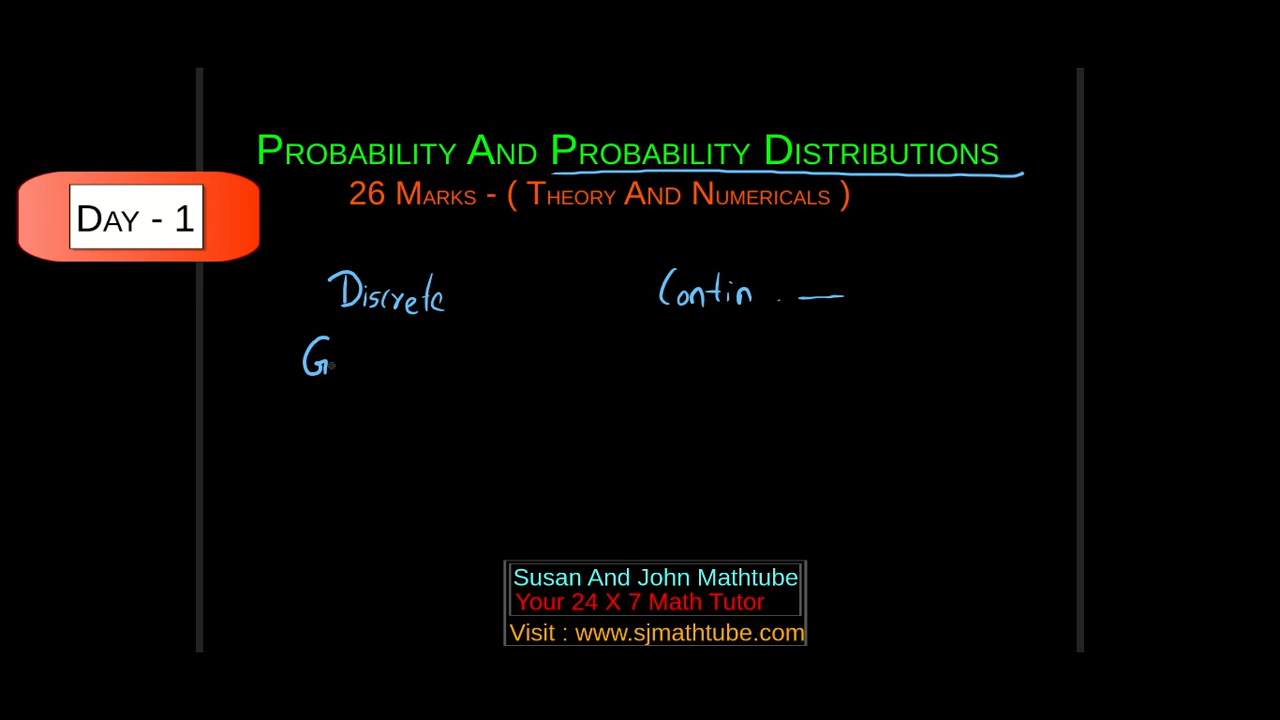 PROBABILITY AND PROBABILITY DISTRIBUTIONS
26 MARKS - ( THEORY AND NUMERICALS )
DAY - 1
Discrete Contin . —
G
Susan And John Mathtube
Your 24 X 7 Math Tutor
Visit : www.sjmathtube.com